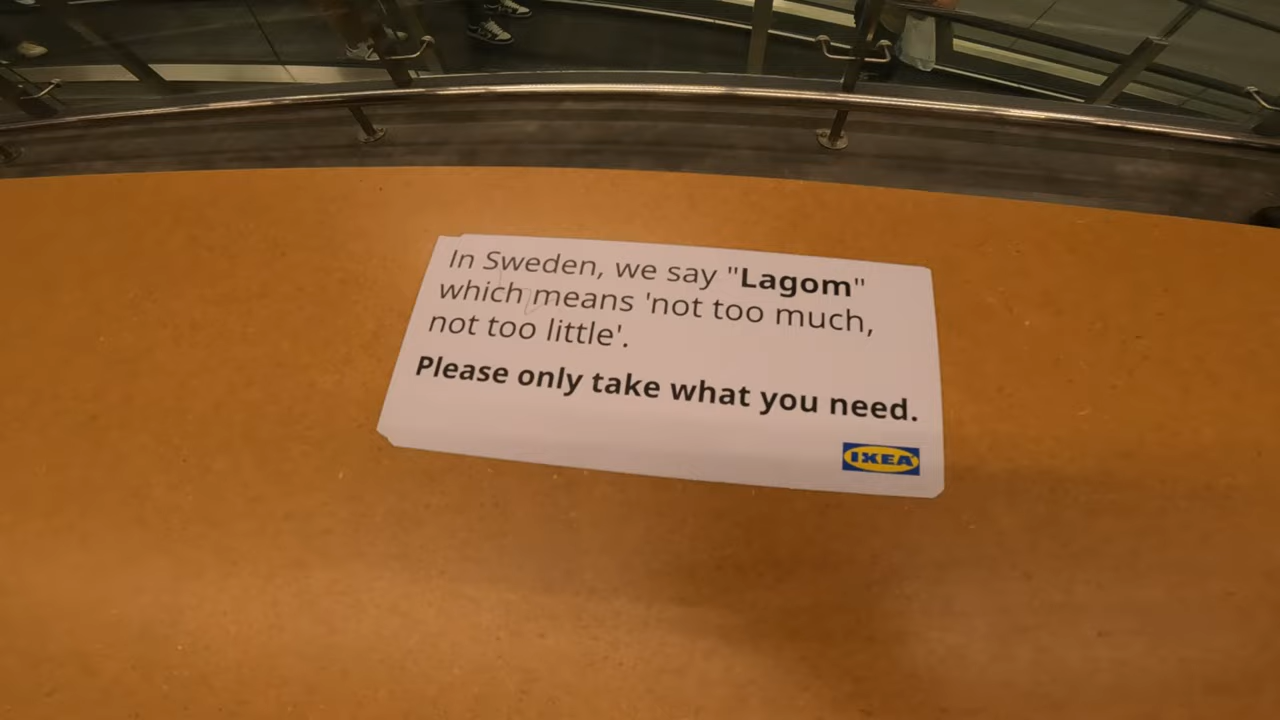 In Sweden, we say "Lagom"
which means 'not too much,
not too little'.
Please only take what you need.
IKEA